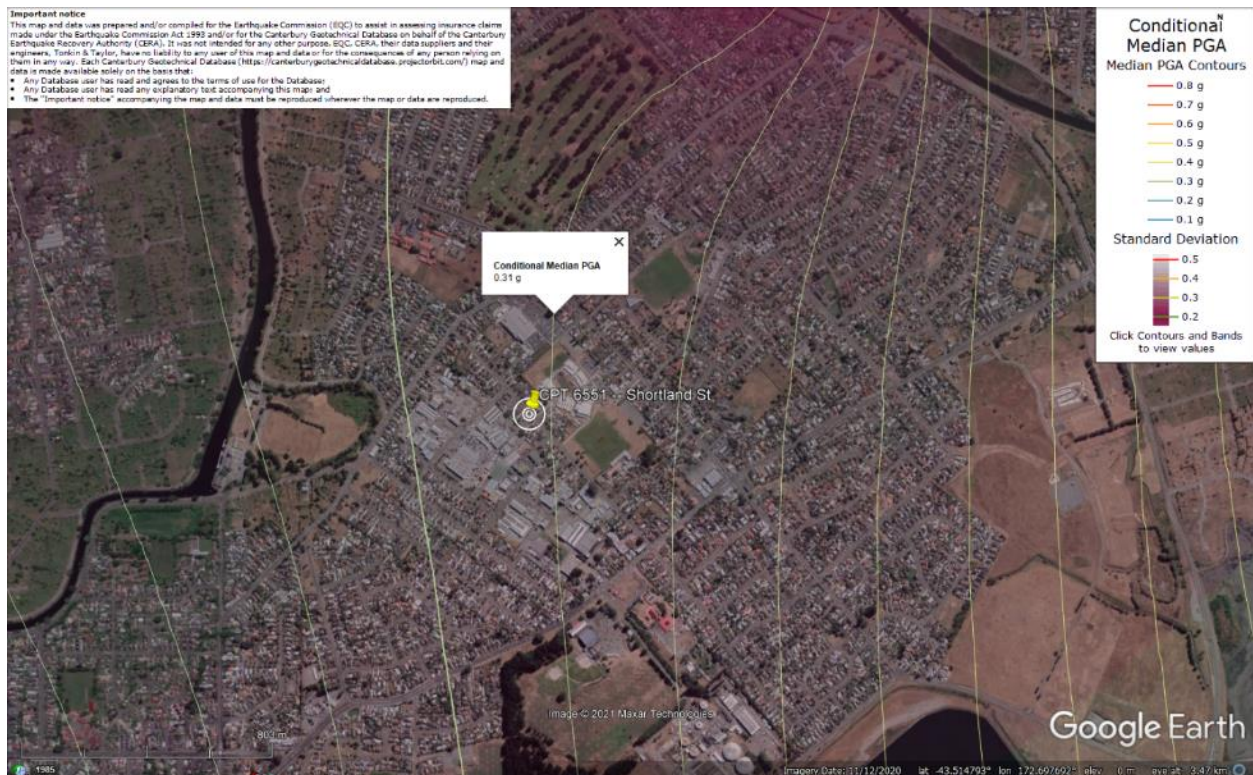 Important notice
This map and data was prepared and/or compiled for the Earthquake Commission (EQC) to assist in assessing insurance claims
made under the Earthquake Commission Act 1993 and/or for the Canterbury Geotechnical Database on behalf of the Canterbury
Earthquake Recovery Authority (CERA). It was not intended for any other purpose. EQC, CERA, their data suppliers and their
engineers, Tonkin & Taylor, have no liability to any user of this map and data or for the consequences of any person relying on
them in any way. Each Canterbury Geotechnical Database (https://canterburygeotechnicaldatabase.projectorbit.com/) map and
data is made available solely on the basis that:
• Any Database user has read and agrees to the terms of use for the Database;
• Any Database user has read any explanatory text accompanying this map; and
• The "Important notice" accompanying the map and data must be reproduced wherever the map or data are reproduced.
N
Conditional
Median PGA
Median PGA Contours
0.8 g
0.7 g
0.6 g
0.5 g
0.4 g
0.3 g
0.2 g
0.1 g
Standard Deviation
0.5
0.4
0.3
0.2
Click Contours and Bands
to view values
Conditional Median PGA
0.31 g
CPT 6551 -- Shortland St
Image © 2021 Maxar Technologies
Google Earth
803 m
1985
Imagery Date: 11/12/2020 lat -43.514793° lon 172.697692° elev 0 m eye alt 3.47 km